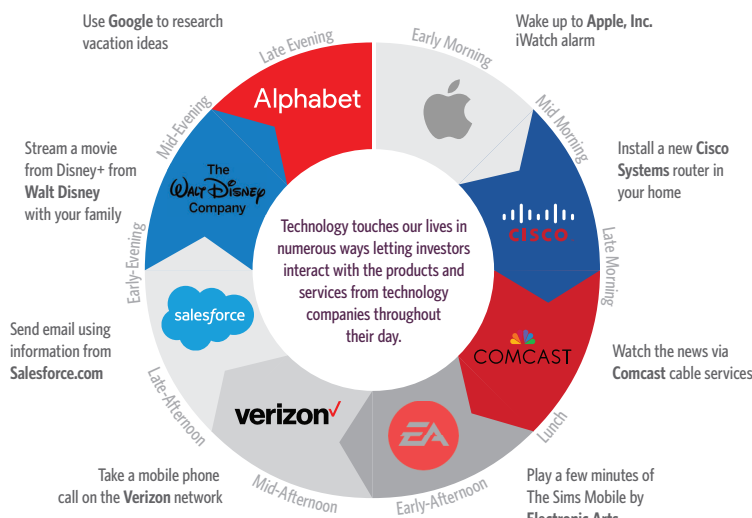 Use Google to research
vacation ideas
Wake up to Apple, Inc.
iWatch alarm
Late Evening
Early Morning
Alphabet
Mid-Evening
Mid Morning
Stream a movie
from Disney+ from
Walt Disney
with your family
The
Walt Disney
Company
Install a new Cisco
Systems router in
your home
CISCO
Technology touches our lives in
numerous ways letting investors
interact with the products and
services from technology
companies throughout
their day.
Early-Evening
Late Morning
salesforce
Send email using
information from
Salesforce.com
COMCAST
Watch the news via
Comcast cable services
Late-Afternoon
Lunch
verizon
EA
Take a mobile phone
call on the Verizon network
Mid-Afternoon
Early-Afternoon
Play a few minutes of
The Sims Mobile by
Electronic Arts